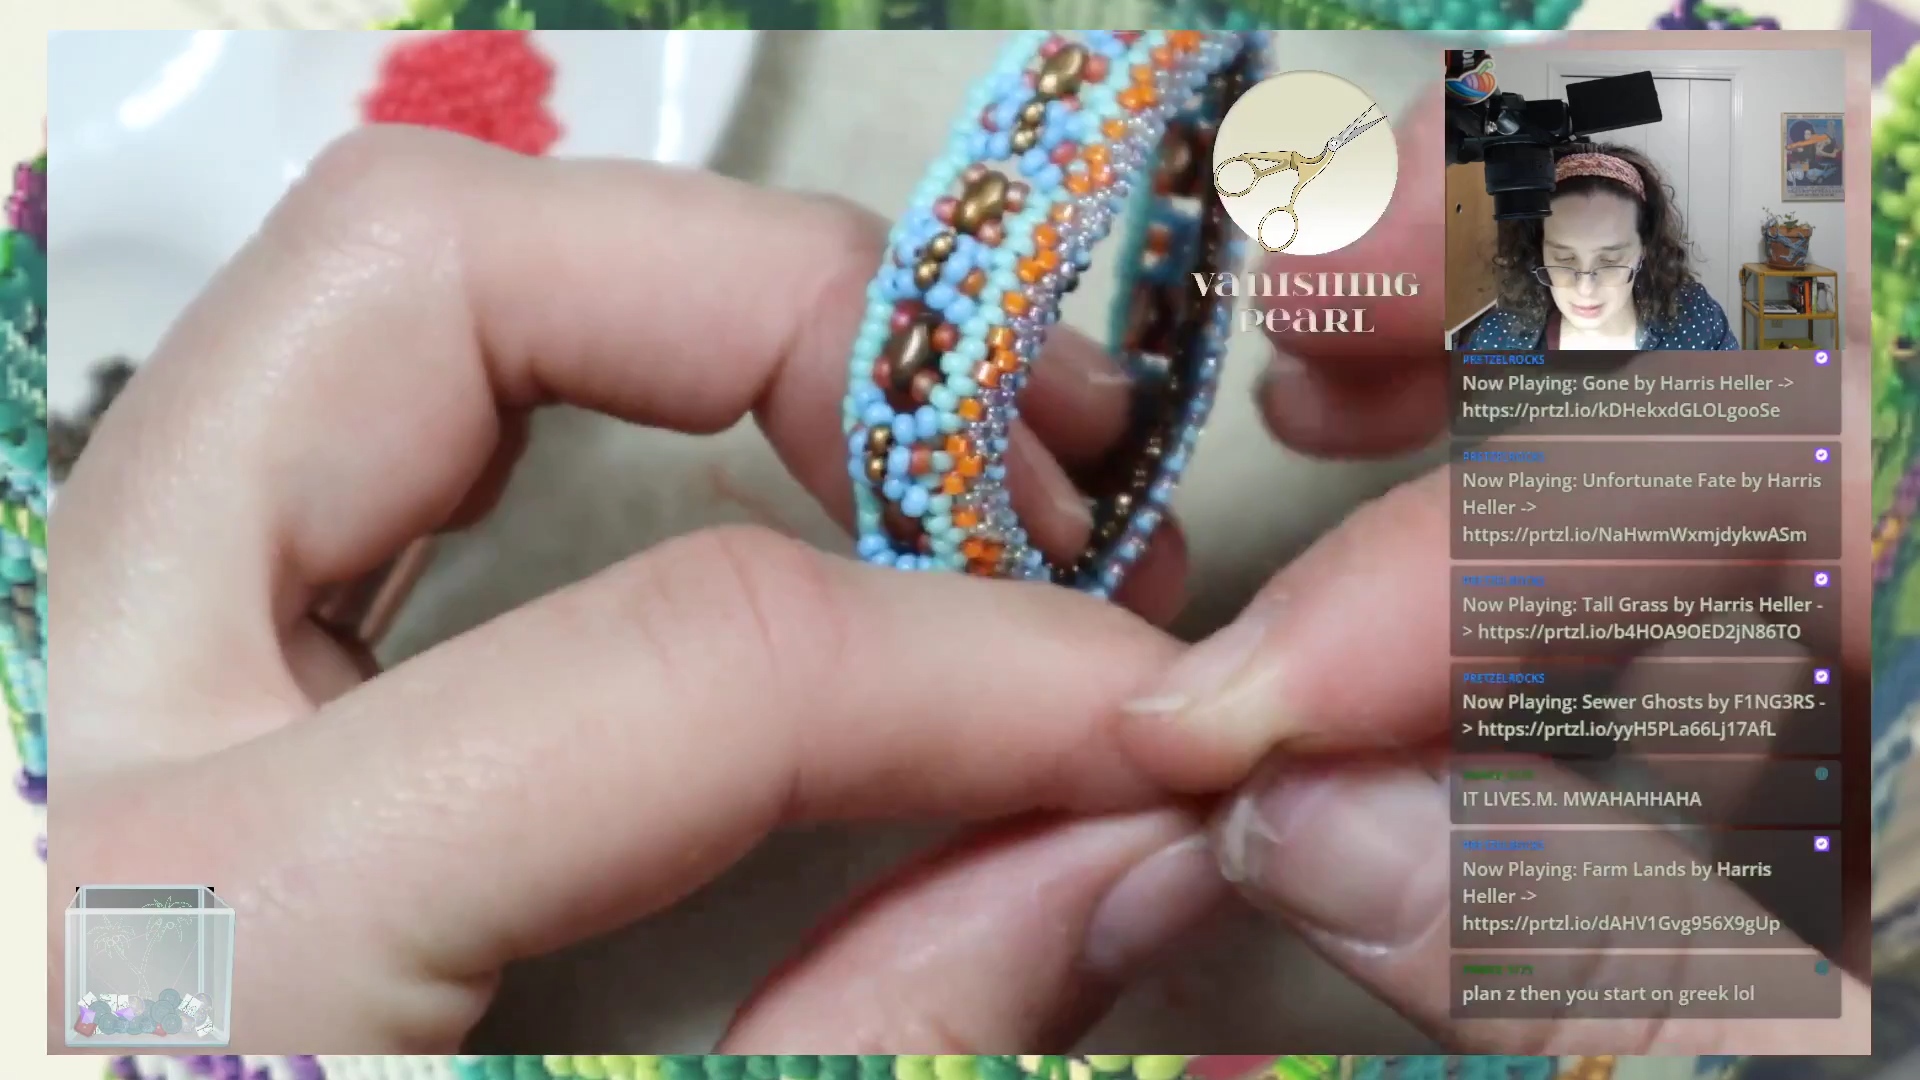 VANISHING
PEARL
PRETZELROCKS
Now Playing: Gone by Harris Heller ->
https://prtzl.io/kDHekxdGLOLgooSe
PRETZELROCKS
Now Playing: Unfortunate Fate by Harris
Heller ->
https://prtzl.io/NaHwmWxmjdykwASm
PRETZELROCKS
Now Playing: Tall Grass by Harris Heller -
> https://prtzl.io/b4HOA9OED2jN86TO
PRETZELROCKS
Now Playing: Sewer Ghosts by F1NG3RS -
> https://prtzl.io/yyH5PLa66Lj17AfL
IT LIVES.M. MWAHAHHAHA
PRETZELROCKS
Now Playing: Farm Lands by Harris
Heller ->
https://prtzl.io/dAHV1Gvg956X9gUp
plan z then you start on greek lol